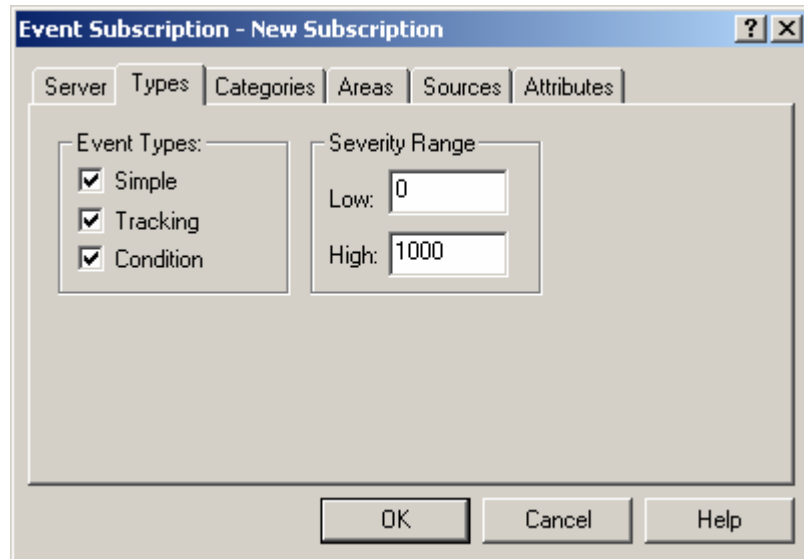 Event Subscription - New Subscription
Server Types Categories Areas Sources Attributes
Event Types:
Simple
Tracking
Condition
Severity Range
Low: 0
High: 1000
OK Cancel Help